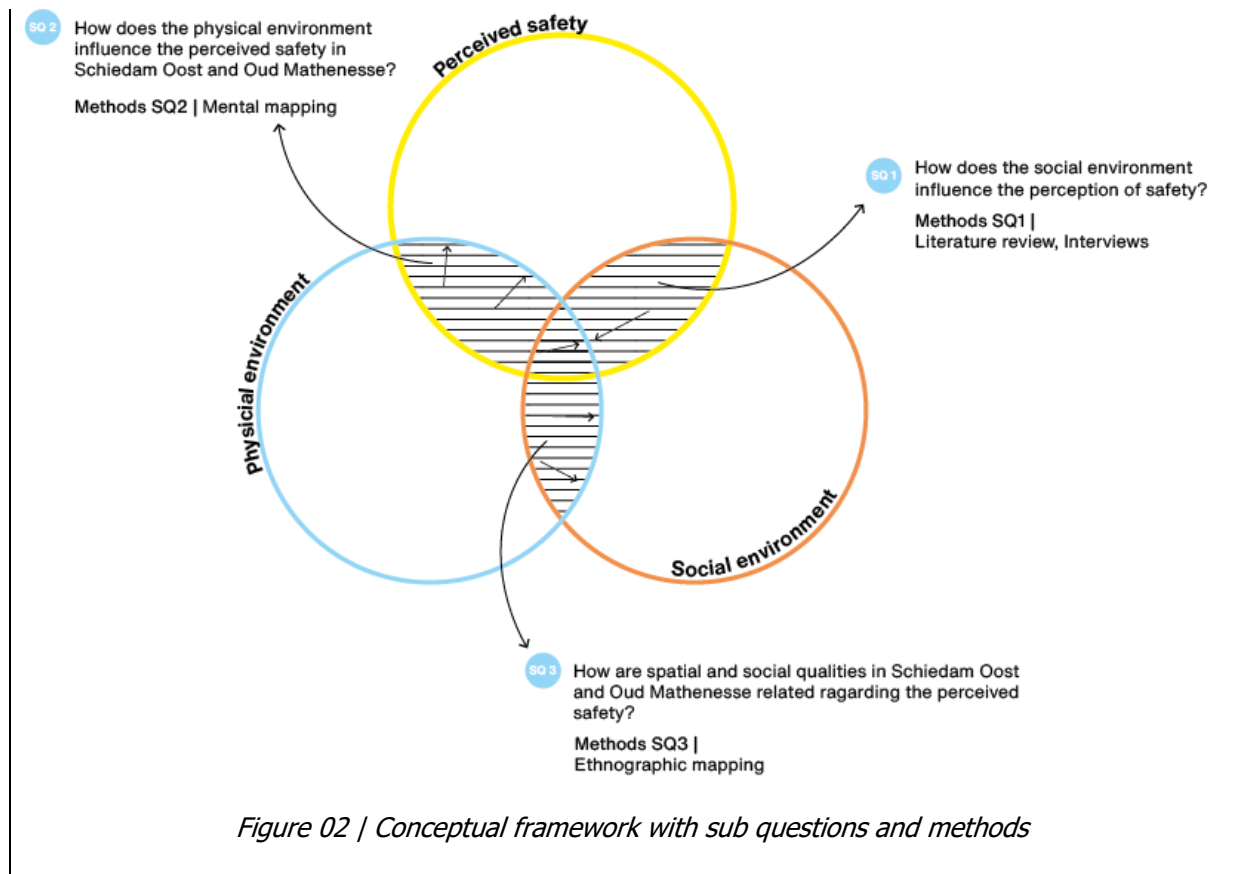 SQ 2
How does the physical environment
influence the perceived safety in
Schiedam Oost and Oud Mathenesse?
Methods SQ2 | Mental mapping
Perceived safety
SQ 1
How does the social environment
influence the perception of safety?
Methods SQ1 |
Literature review, Interviews
Physicial environment
Social environment
SQ 3
How are spatial and social qualities in Schiedam Oost
and Oud Mathenesse related ragarding the perceived
safety?
Methods SQ3 |
Ethnographic mapping
Figure 02 | Conceptual framework with sub questions and methods